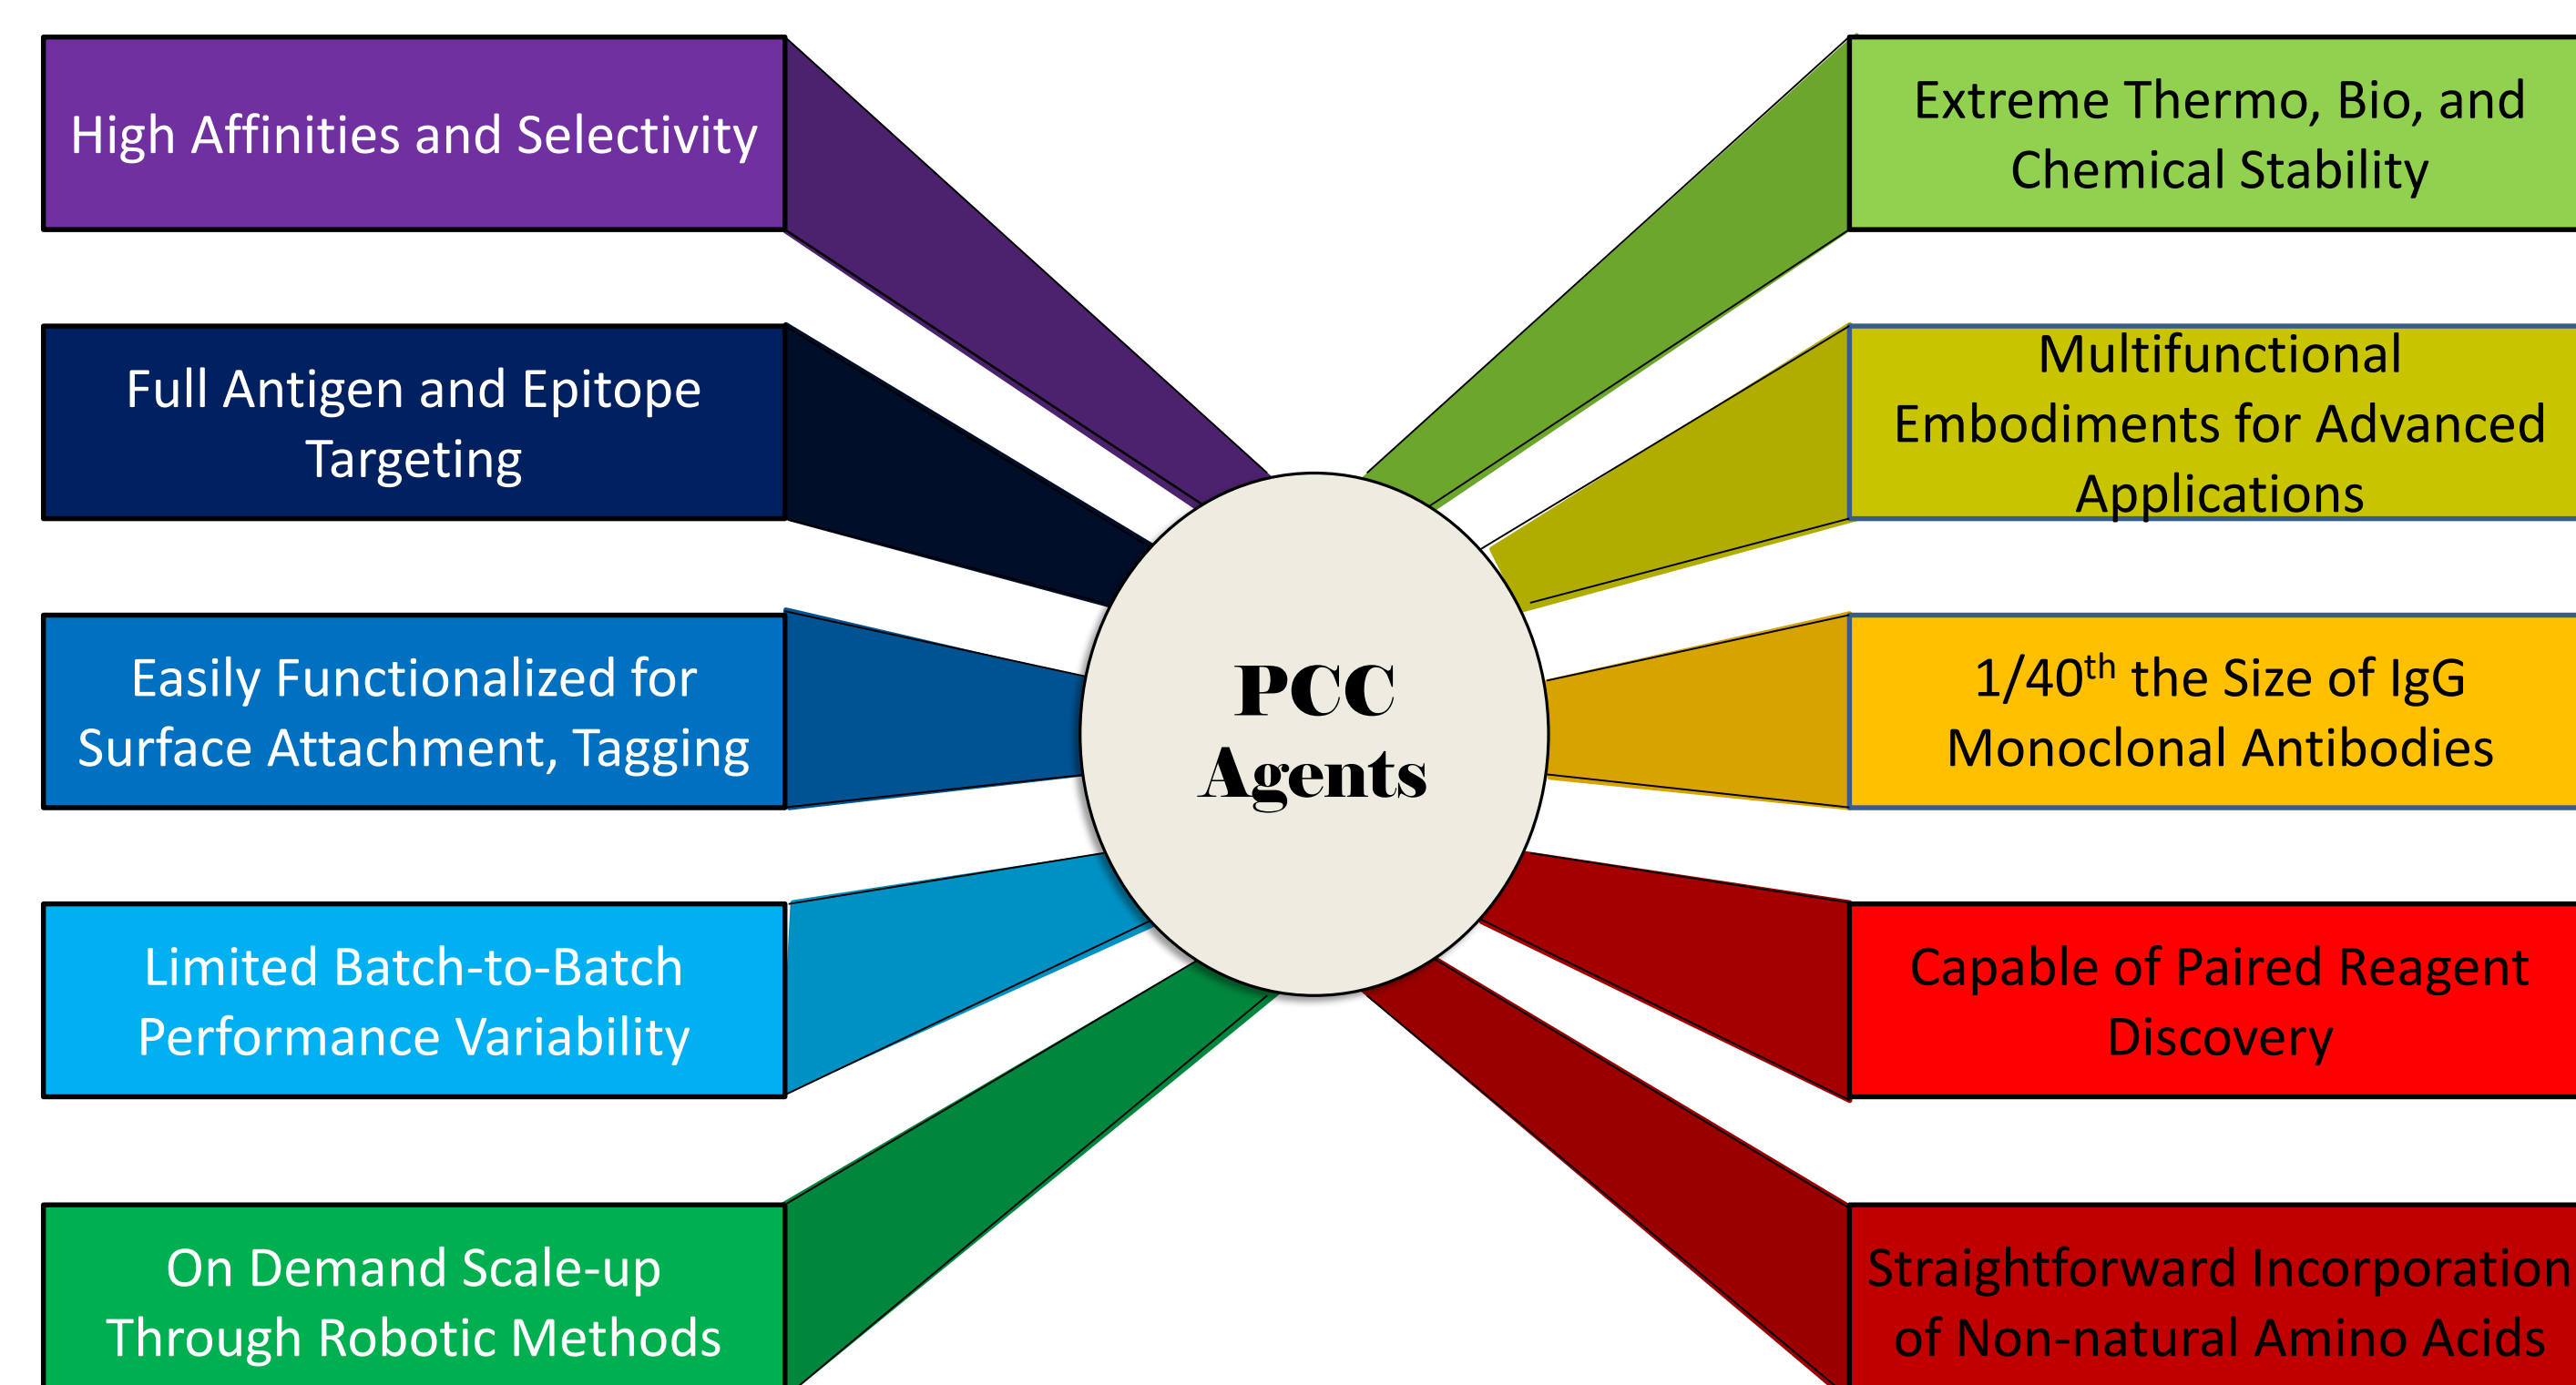 High Affinities and Selectivity
Full Antigen and Epitope
Targeting
Easily Functionalized for
Surface Attachment, Tagging
Limited Batch-to-Batch
Performance Variability
On Demand Scale-up
Through Robotic Methods
PCC
Agents
Extreme Thermo, Bio, and
Chemical Stability
Multifunctional
Embodiments for Advanced
Applications
1/40th the Size of IgG
Monoclonal Antibodies
Capable of Paired Reagent
Discovery
Straightforward Incorporation
of Non-natural Amino Acids